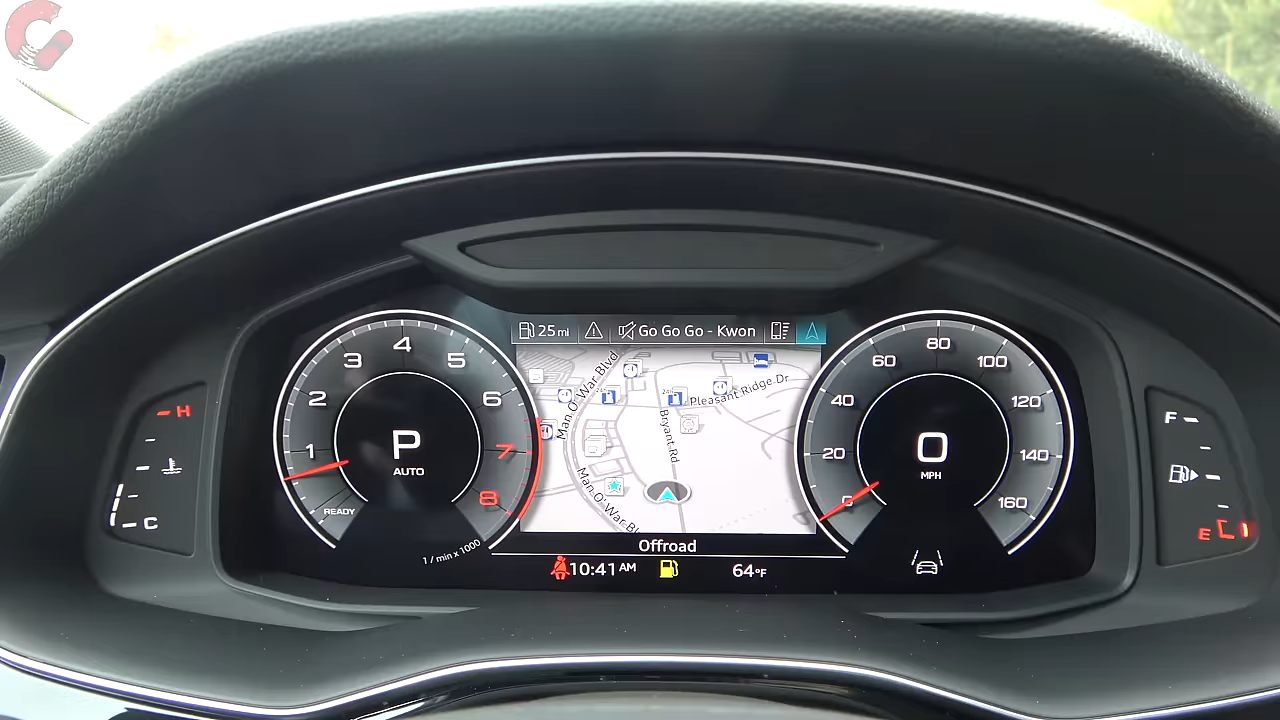 25 mi
Go Go Go - Kwon
1
2
3
4
5
6
7
8
READY
1 / min x 1000
P
AUTO
Man O' War Blvd
Pleasant Ridge Dr
Bryant Rd
Man O' War Bl
0
20
40
60
80
100
120
140
160
0
MPH
H
C
F
E
Offroad
10:41 AM
64°F